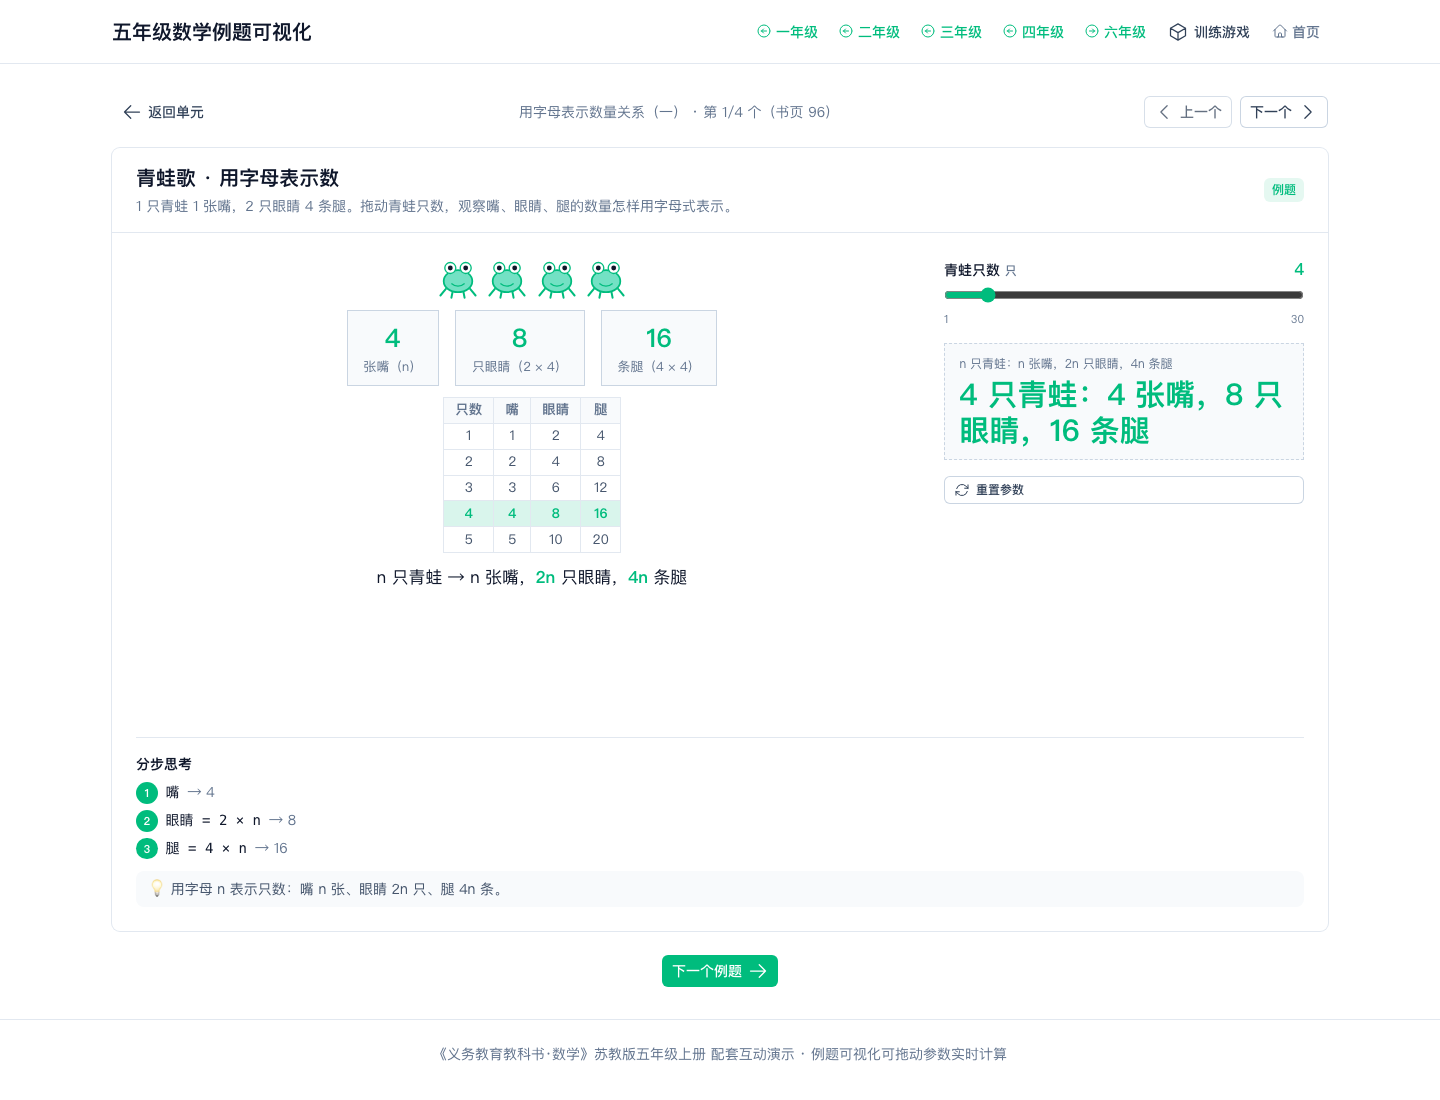 五年级数学例题可视化
一年级 二年级 三年级 四年级 六年级 训练游戏 首页
返回单元
用字母表示数量关系（一） · 第 1/4 个（书页 96）
上一个 下一个
青蛙歌 · 用字母表示数
1 只青蛙 1 张嘴，2 只眼睛 4 条腿。拖动青蛙只数，观察嘴、眼睛、腿的数量怎样用字母式表示。
例题
4
张嘴（n）
8
只眼睛（2 × 4）
16
条腿（4 × 4）
只数 嘴 眼睛 腿
1 1 2 4
2 2 4 8
3 3 6 12
4 4 8 16
5 5 10 20
n 只青蛙 → n 张嘴，2n 只眼睛，4n 条腿
青蛙只数 只 4
1 30
n 只青蛙：n 张嘴，2n 只眼睛，4n 条腿
4 只青蛙：4 张嘴，8 只
眼睛，16 条腿
重置参数
分步思考
1 嘴 → 4
2 眼睛 = 2 × n → 8
3 腿 = 4 × n → 16
用字母 n 表示只数：嘴 n 张、眼睛 2n 只、腿 4n 条。
下一个例题 →
《义务教育教科书·数学》苏教版五年级上册 配套互动演示 · 例题可视化可拖动参数实时计算